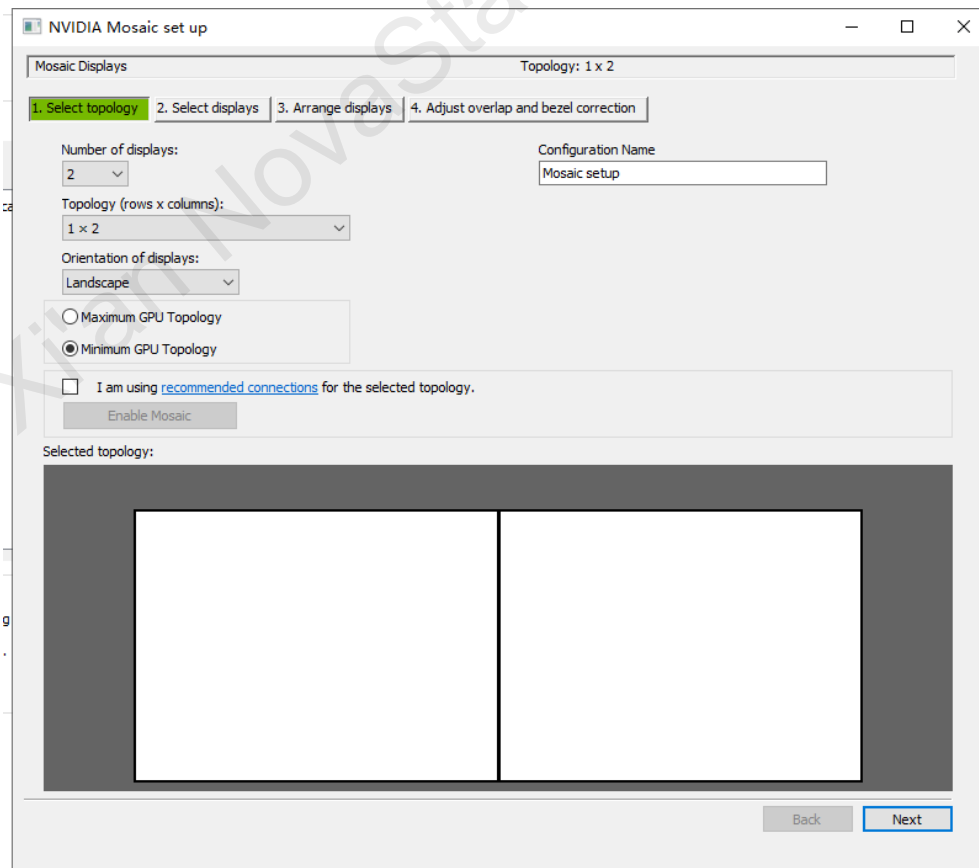 NVIDIA Mosaic set up
Mosaic Displays Topology: 1 x 2
1. Select topology 2. Select displays 3. Arrange displays 4. Adjust overlap and bezel correction
Number of displays: Configuration Name
2 Mosaic setup
Topology (rows x columns):
1 × 2
Orientation of displays:
Landscape
Maximum GPU Topology
Minimum GPU Topology
I am using recommended connections for the selected topology.
Enable Mosaic
Selected topology:
Back Next
Xi'an NovaSta
ca
g
.